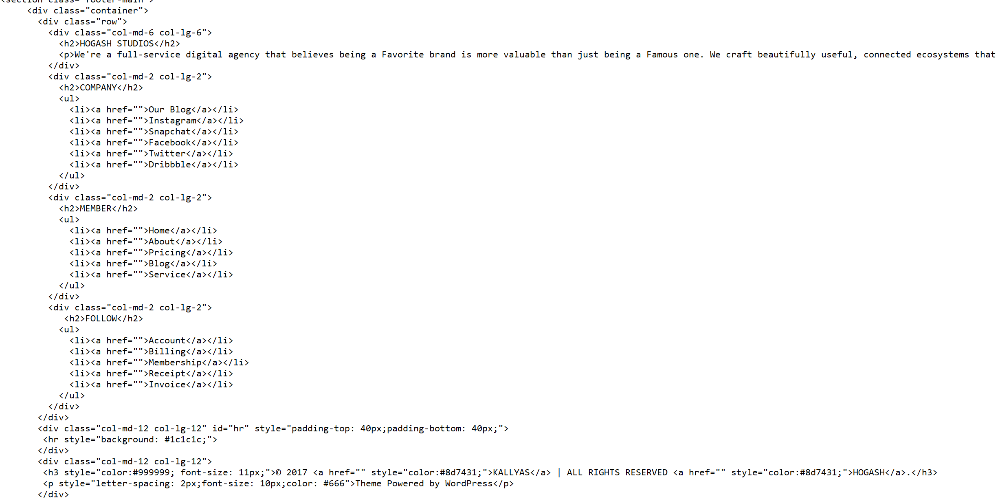 <section class="footer-main">
<div class="container">
<div class="row">
<div class="col-md-6 col-lg-6">
<h2>HOGASH STUDIOS</h2>
<p>We're a full-service digital agency that believes being a Favorite brand is more valuable than just being a Famous one. We craft beautifully useful, connected ecosystems that
</div>
<div class="col-md-2 col-lg-2">
<h2>COMPANY</h2>
<ul>
<li><a href="">Our Blog</a></li>
<li><a href="">Instagram</a></li>
<li><a href="">Snapchat</a></li>
<li><a href="">Facebook</a></li>
<li><a href="">Twitter</a></li>
<li><a href="">Dribbble</a></li>
</ul>
</div>
<div class="col-md-2 col-lg-2">
<h2>MEMBER</h2>
<ul>
<li><a href="">Home</a></li>
<li><a href="">About</a></li>
<li><a href="">Pricing</a></li>
<li><a href="">Blog</a></li>
<li><a href="">Service</a></li>
</ul>
</div>
<div class="col-md-2 col-lg-2">
<h2>FOLLOW</h2>
<ul>
<li><a href="">Account</a></li>
<li><a href="">Billing</a></li>
<li><a href="">Membership</a></li>
<li><a href="">Receipt</a></li>
<li><a href="">Invoice</a></li>
</ul>
</div>
</div>
<div class="col-md-12 col-lg-12" id="hr" style="padding-top: 40px;padding-bottom: 40px;">
<hr style="background: #1c1c1c;">
</div>
<div class="col-md-12 col-lg-12">
<h3 style="color:#999999; font-size: 11px;">© 2017 <a href="" style="color:#8d7431;">KALLYAS</a> | ALL RIGHTS RESERVED <a href="" style="color:#8d7431;">HOGASH</a>.</h3>
<p style="letter-spacing: 2px;font-size: 10px;color: #666">Theme Powered by WordPress</p>
</div>